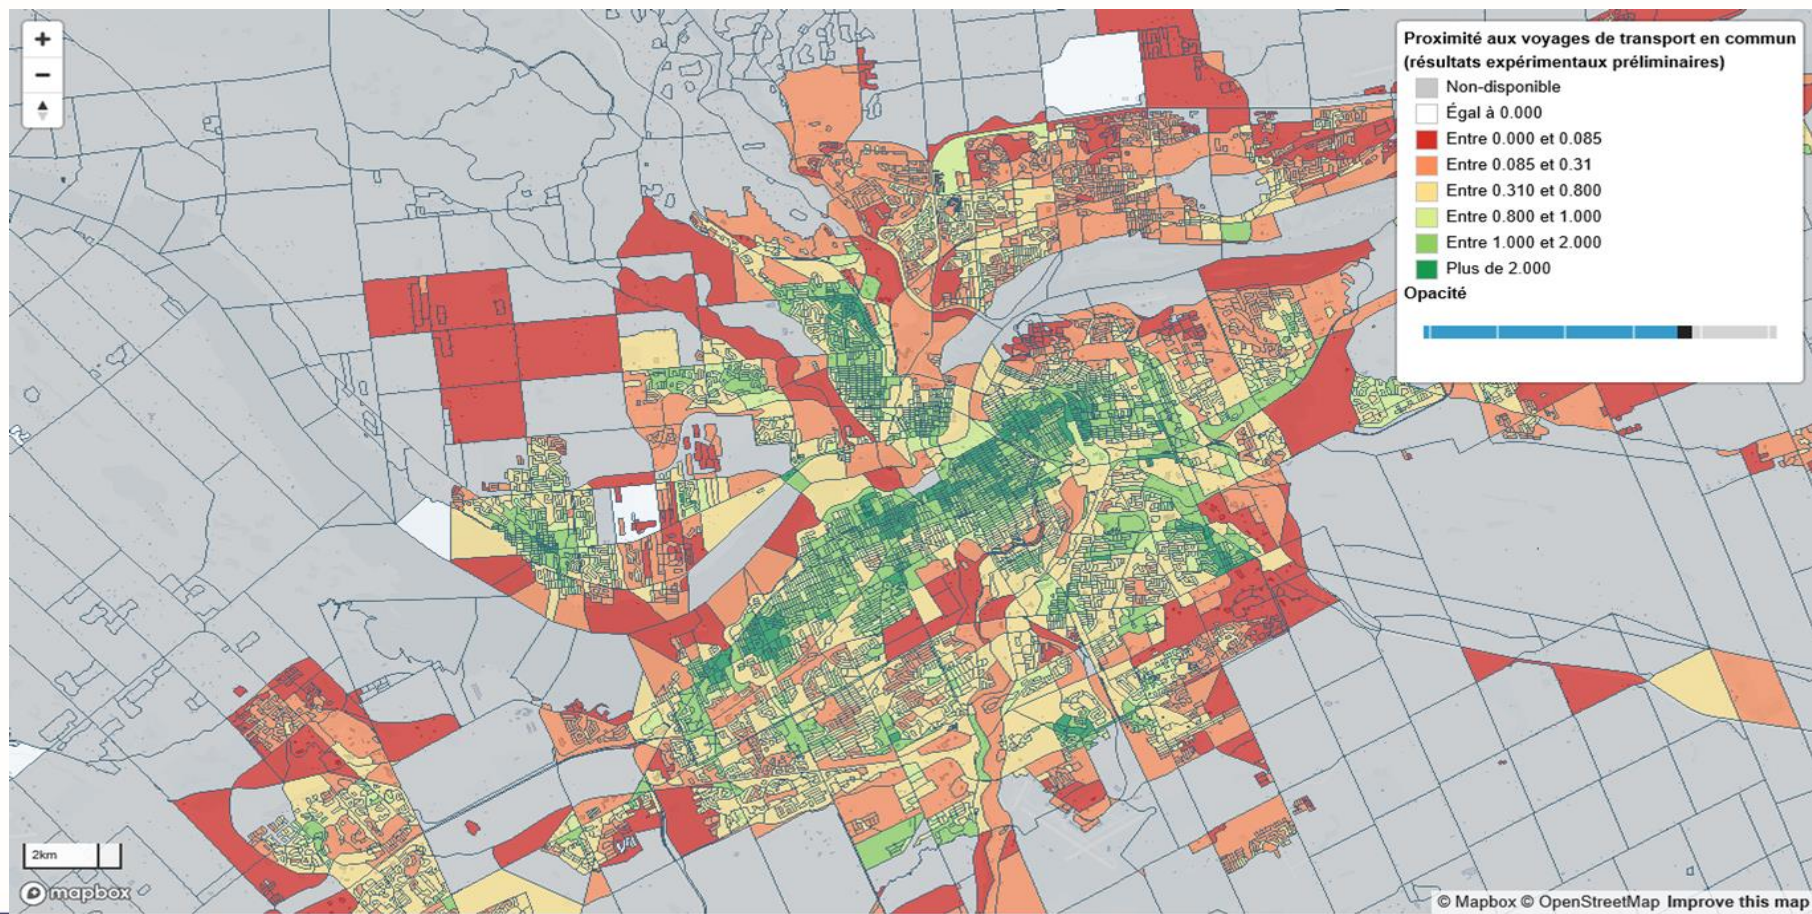 +
−
Proximité aux voyages de transport en commun
(résultats expérimentaux préliminaires)
Non-disponible
Égal à 0.000
Entre 0.000 et 0.085
Entre 0.085 et 0.31
Entre 0.310 et 0.800
Entre 0.800 et 1.000
Entre 1.000 et 2.000
Plus de 2.000
Opacité
2km
mapbox
© Mapbox © OpenStreetMap Improve this map